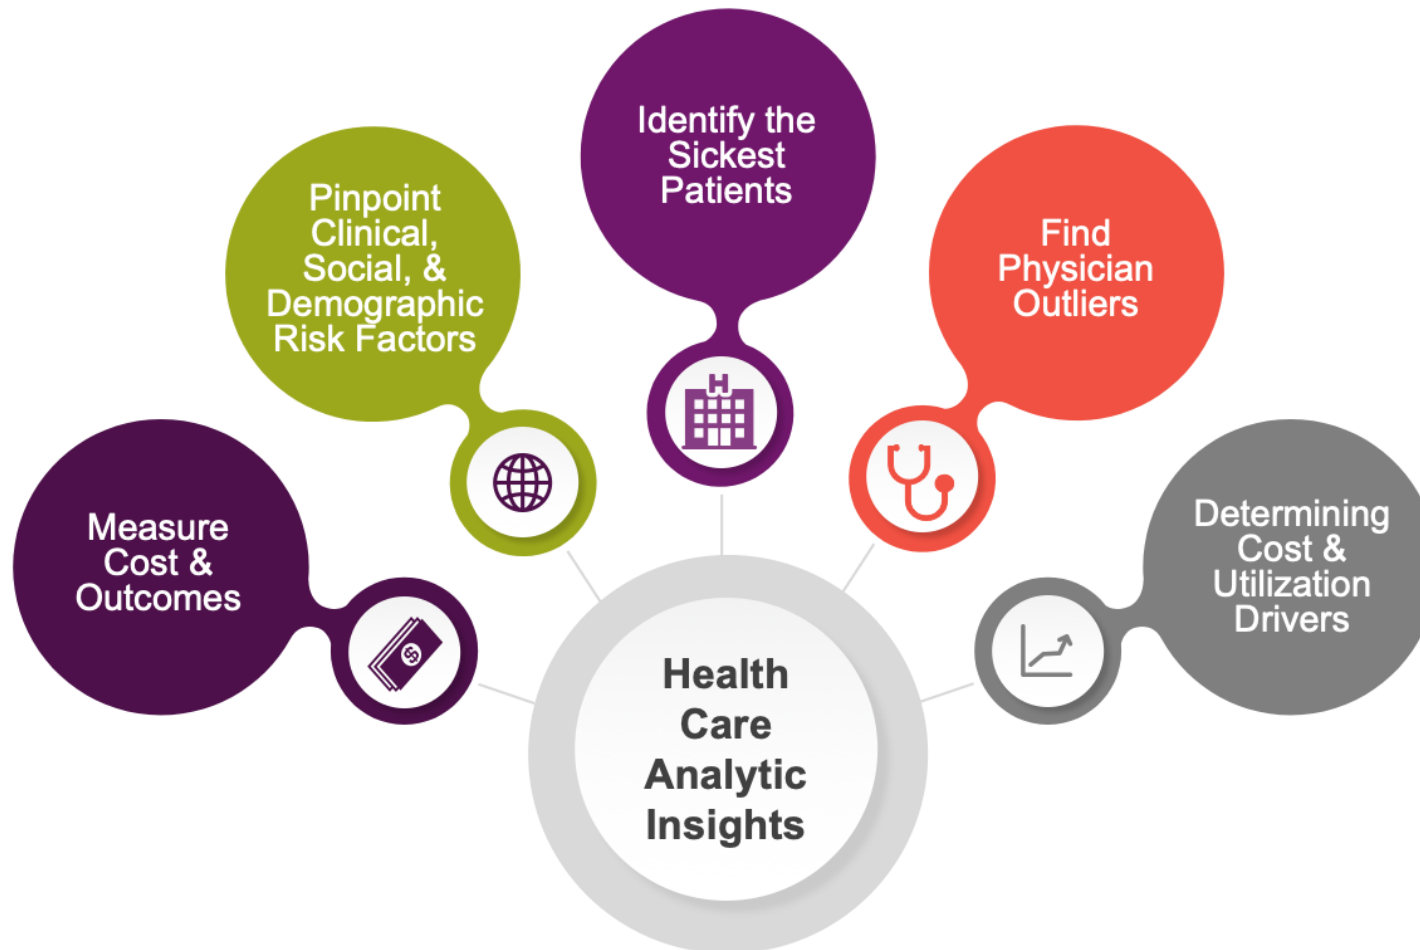 Identify the
Sickest
Patients
Pinpoint
Clinical,
Social, &
Demographic
Risk Factors
Find
Physician
Outliers
Measure
Cost &
Outcomes
Determining
Cost &
Utilization
Drivers
H
$
Health
Care
Analytic
Insights